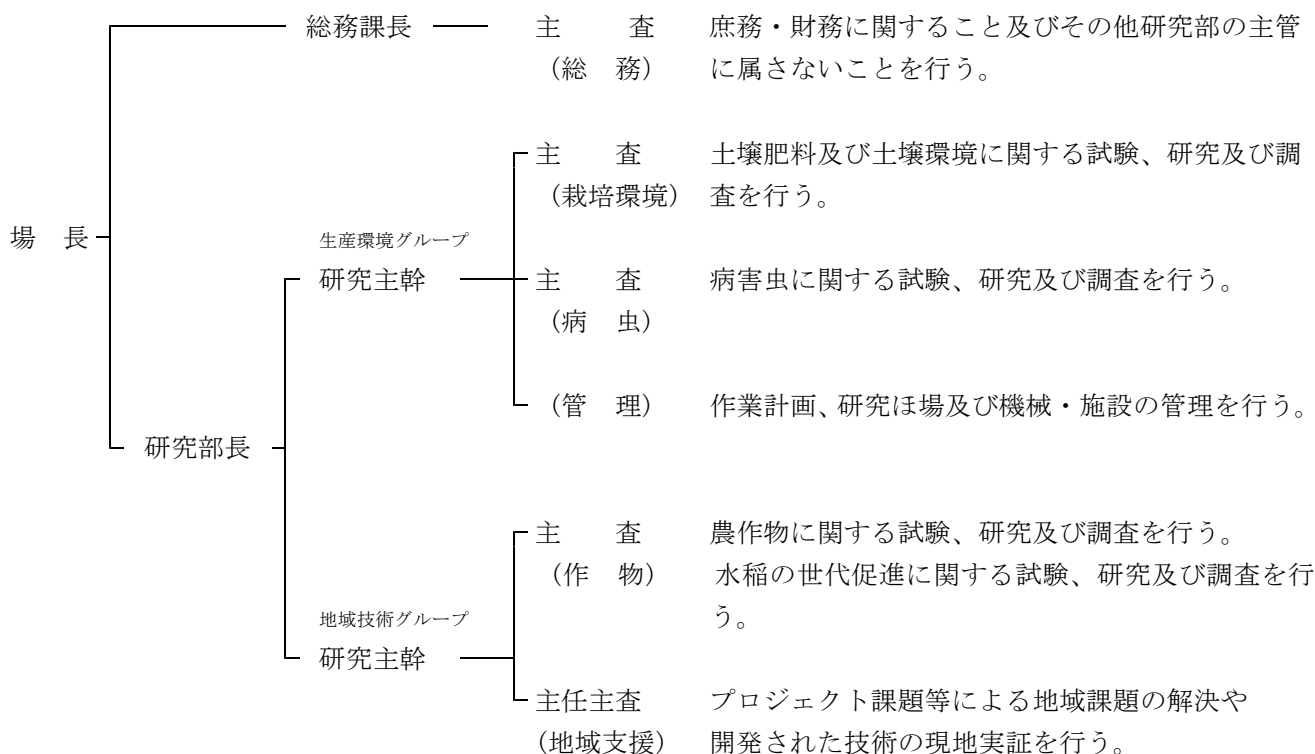 総務課長 主 査 庶務・財務に関すること及びその他研究部の主管
(総 務) に属さないことを行う。
主 査 土壌肥料及び土壌環境に関する試験、研究及び調
(栽培環境) 査を行う。
場 長
生産環境グループ
研究主幹 主 査 病害虫に関する試験、研究及び調査を行う。
(病 虫)
(管 理) 作業計画、研究ほ場及び機械・施設の管理を行う。
研究部長
主 査 農作物に関する試験、研究及び調査を行う。
(作 物) 水稲の世代促進に関する試験、研究及び調査を行
う。
地域技術グループ
研究主幹
主任主査 プロジェクト課題等による地域課題の解決や
(地域支援) 開発された技術の現地実証を行う。